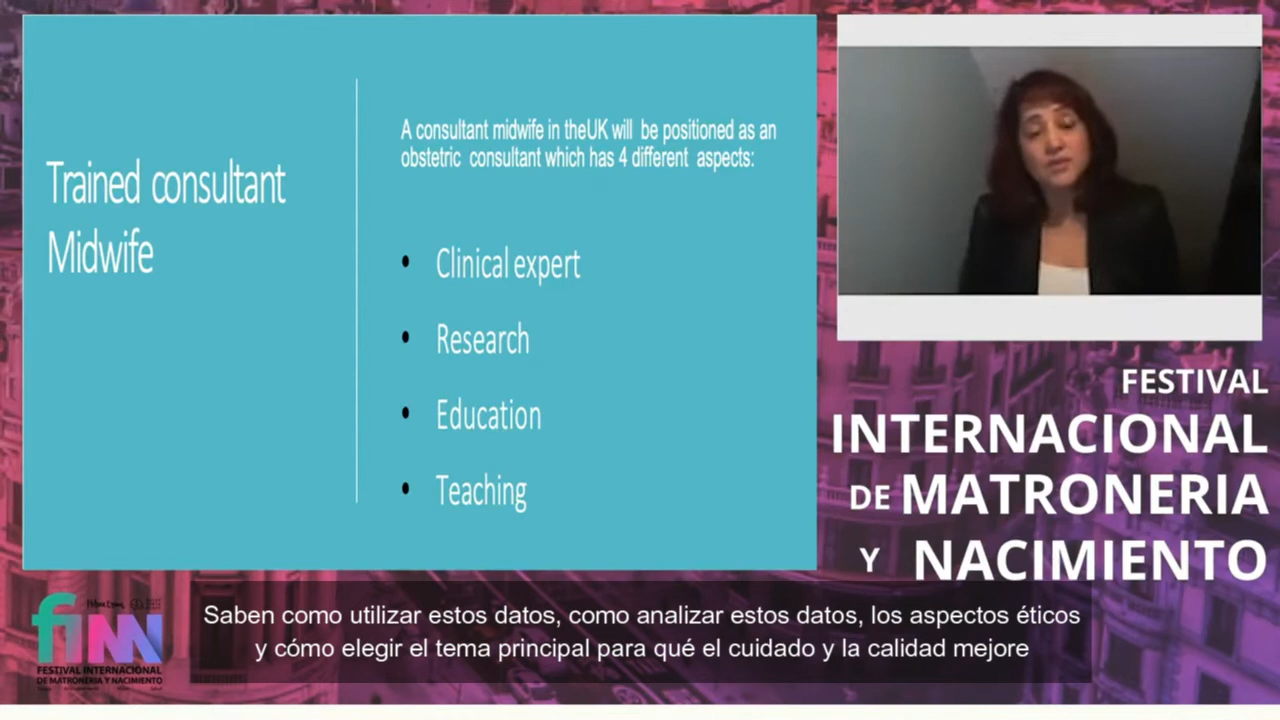 Trained consultant
Midwife
A consultant midwife in theUK will be positioned as an
obstetric consultant which has 4 different aspects:
• Clinical expert
• Research
• Education
• Teaching
FESTIVAL
INTERNACIONAL
DE MATRONERIA
Y NACIMIENTO
fimn
FESTIVAL INTERNACIONAL
DE MATRONERIA Y NACIMIENTO
Saben como utilizar estos datos, como analizar estos datos, los aspectos éticos
y cómo elegir el tema principal para qué el cuidado y la calidad mejore